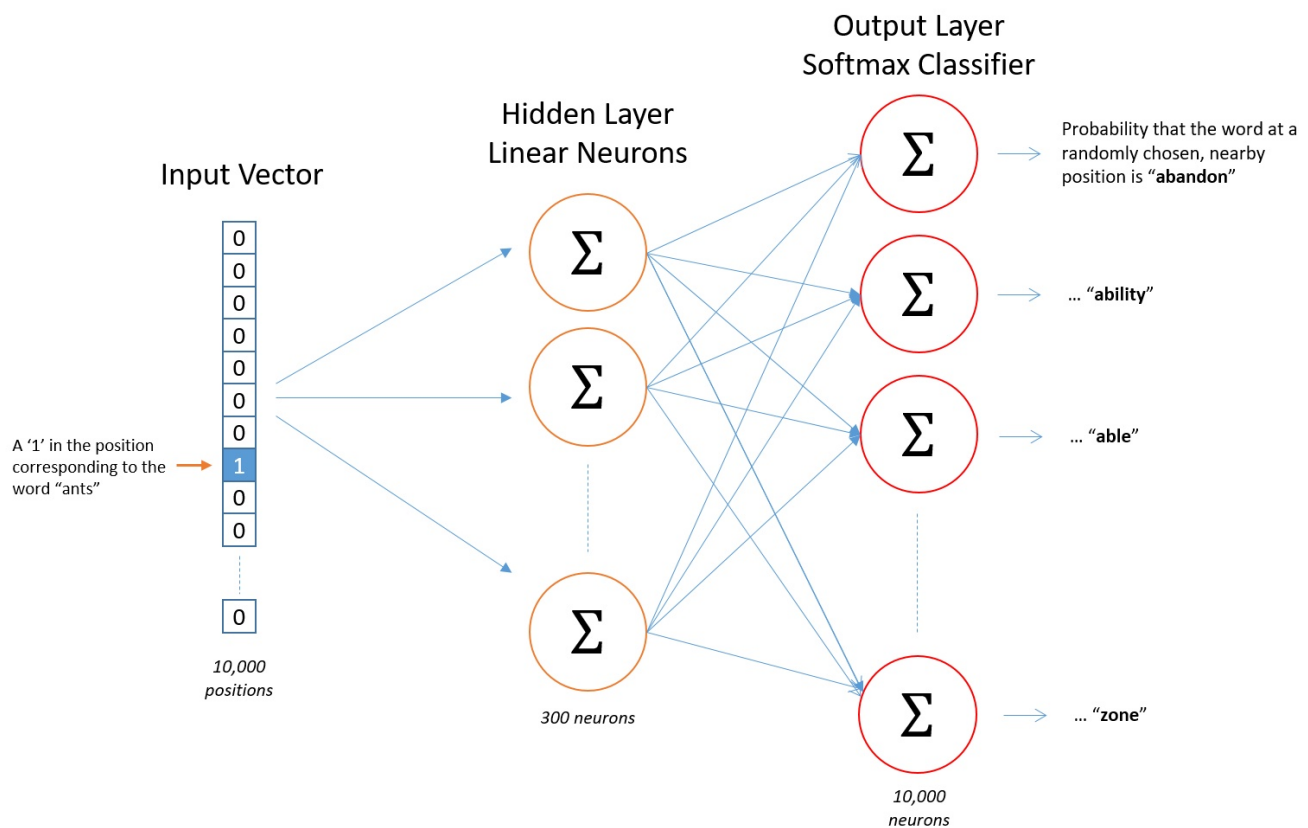 Output Layer
Softmax Classifier
Hidden Layer
Linear Neurons
Input Vector
0
0
0
0
0
0
0
1
0
0
0
A ‘1’ in the position
corresponding to the
word “ants”
10,000
positions
Σ
Σ
Σ
300 neurons
Σ
Σ
Σ
Σ
10,000
neurons
Probability that the word at a
randomly chosen, nearby
position is “abandon”
... “ability”
... “able”
... “zone”